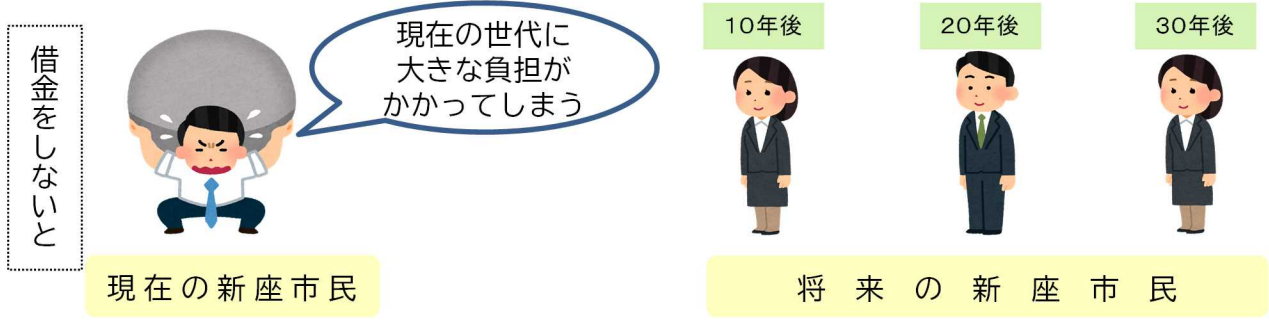 借金をしないと
現在の世代に
大きな負担が
かかってしまう
10年後
20年後
30年後
現在の新座市民
将来の新座市民